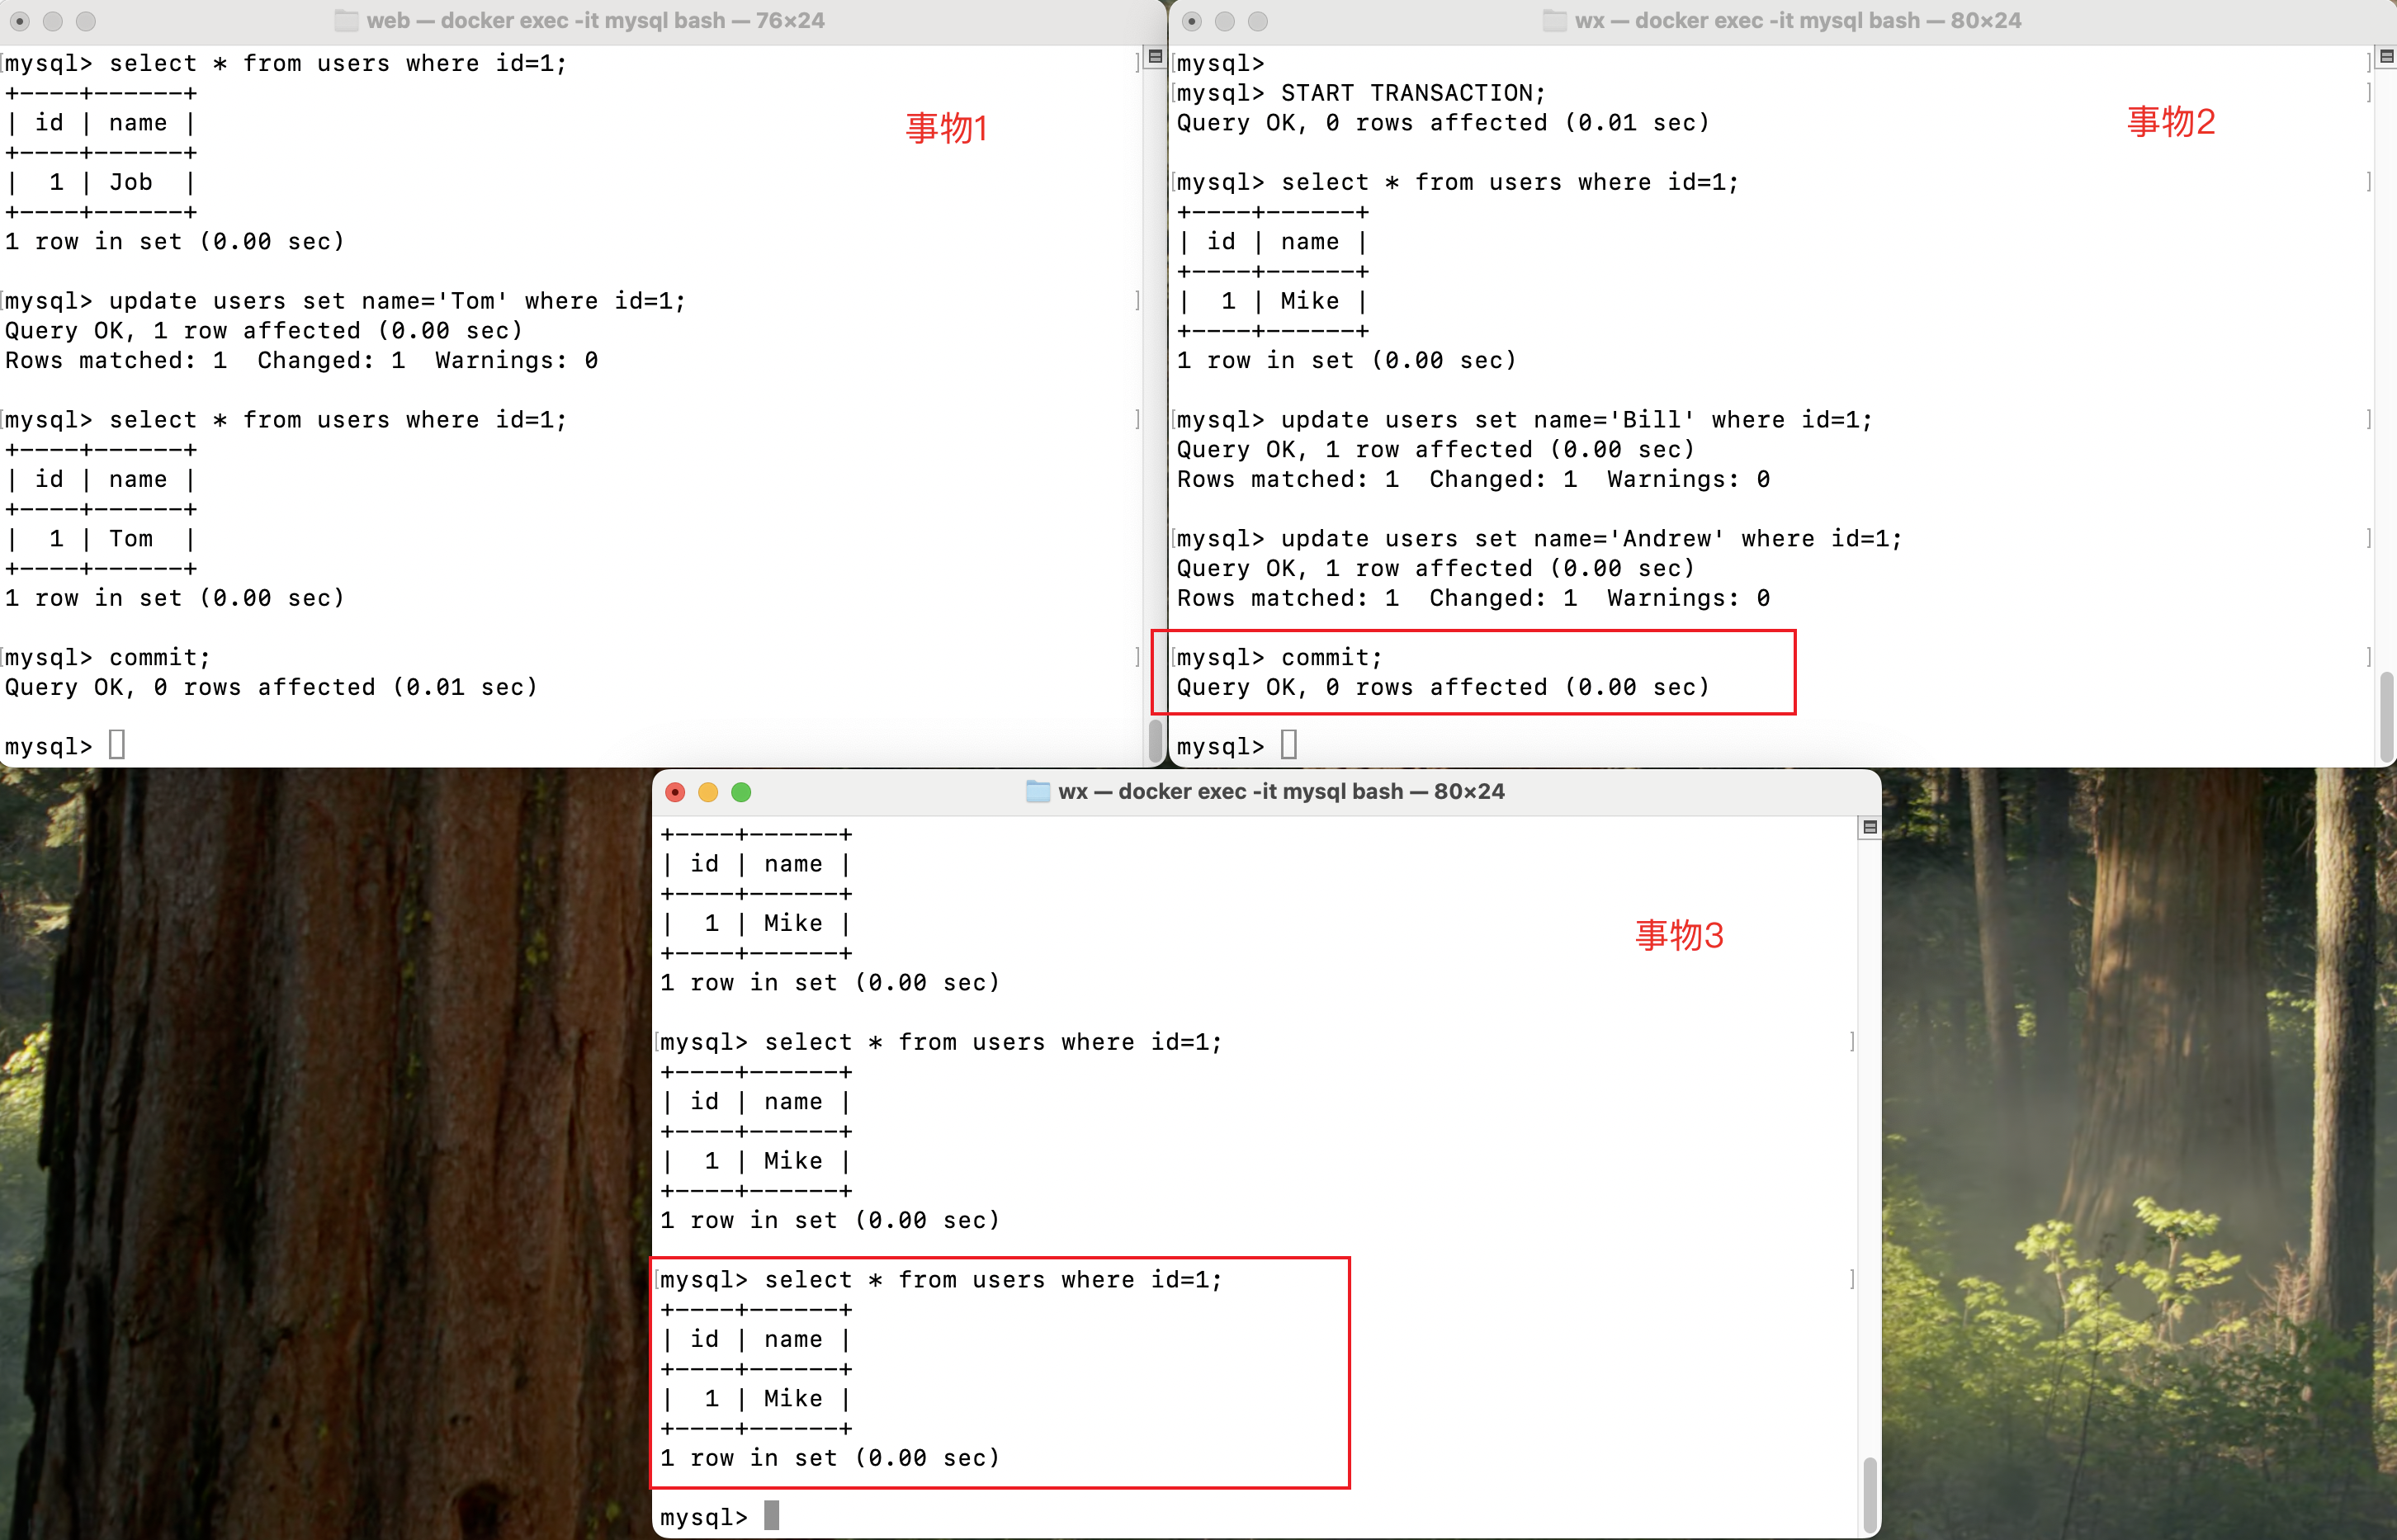 web — docker exec -it mysql bash — 76×24
mysql> select * from users where id=1;
+----+------+
| id | name |
+----+------+
|  1 | Job  |
+----+------+
1 row in set (0.00 sec)
mysql> update users set name='Tom' where id=1;
Query OK, 1 row affected (0.00 sec)
Rows matched: 1  Changed: 1  Warnings: 0
mysql> select * from users where id=1;
+----+------+
| id | name |
+----+------+
|  1 | Tom  |
+----+------+
1 row in set (0.00 sec)
mysql> commit;
Query OK, 0 rows affected (0.01 sec)
mysql>
事物1
wx — docker exec -it mysql bash — 80×24
mysql>
mysql> START TRANSACTION;
Query OK, 0 rows affected (0.01 sec)
mysql> select * from users where id=1;
+----+------+
| id | name |
+----+------+
|  1 | Mike |
+----+------+
1 row in set (0.00 sec)
mysql> update users set name='Bill' where id=1;
Query OK, 1 row affected (0.00 sec)
Rows matched: 1  Changed: 1  Warnings: 0
mysql> update users set name='Andrew' where id=1;
Query OK, 1 row affected (0.00 sec)
Rows matched: 1  Changed: 1  Warnings: 0
mysql> commit;
Query OK, 0 rows affected (0.00 sec)
mysql>
事物2
wx — docker exec -it mysql bash — 80×24
+----+------+
| id | name |
+----+------+
|  1 | Mike |
+----+------+
1 row in set (0.00 sec)
mysql> select * from users where id=1;
+----+------+
| id | name |
+----+------+
|  1 | Mike |
+----+------+
1 row in set (0.00 sec)
mysql> select * from users where id=1;
+----+------+
| id | name |
+----+------+
|  1 | Mike |
+----+------+
1 row in set (0.00 sec)
mysql>
事物3